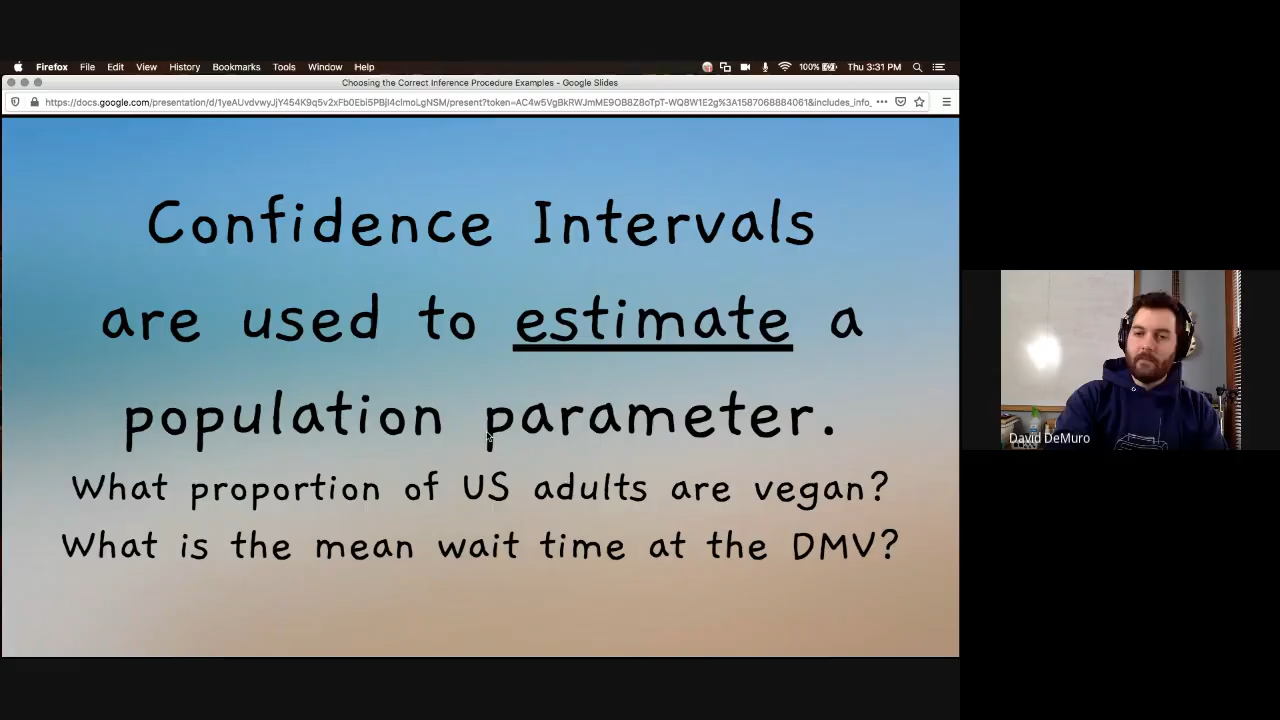 Firefox File Edit View History Bookmarks Tools Window Help 100% Thu 3:31 PM
Choosing the Correct Inference Procedure Examples - Google Slides
Confidence Intervals
are used to estimate a
population parameter.
What proportion of US adults are vegan?
What is the mean wait time at the DMV?
David DeMuro